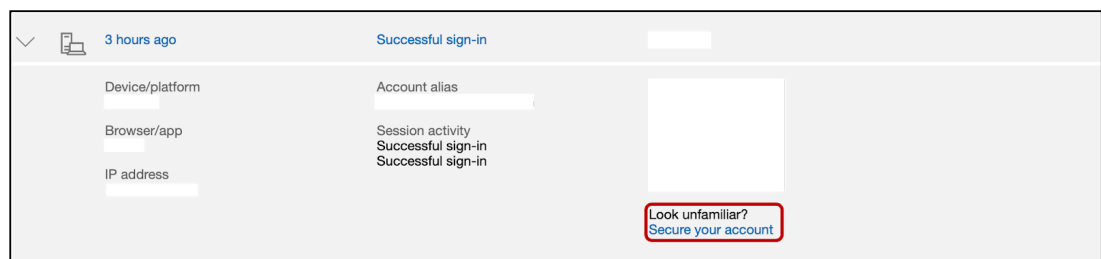 3 hours ago
Successful sign-in
Device/platform
Account alias
Browser/app
Session activity
Successful sign-in
Successful sign-in
IP address
Look unfamiliar?
Secure your account